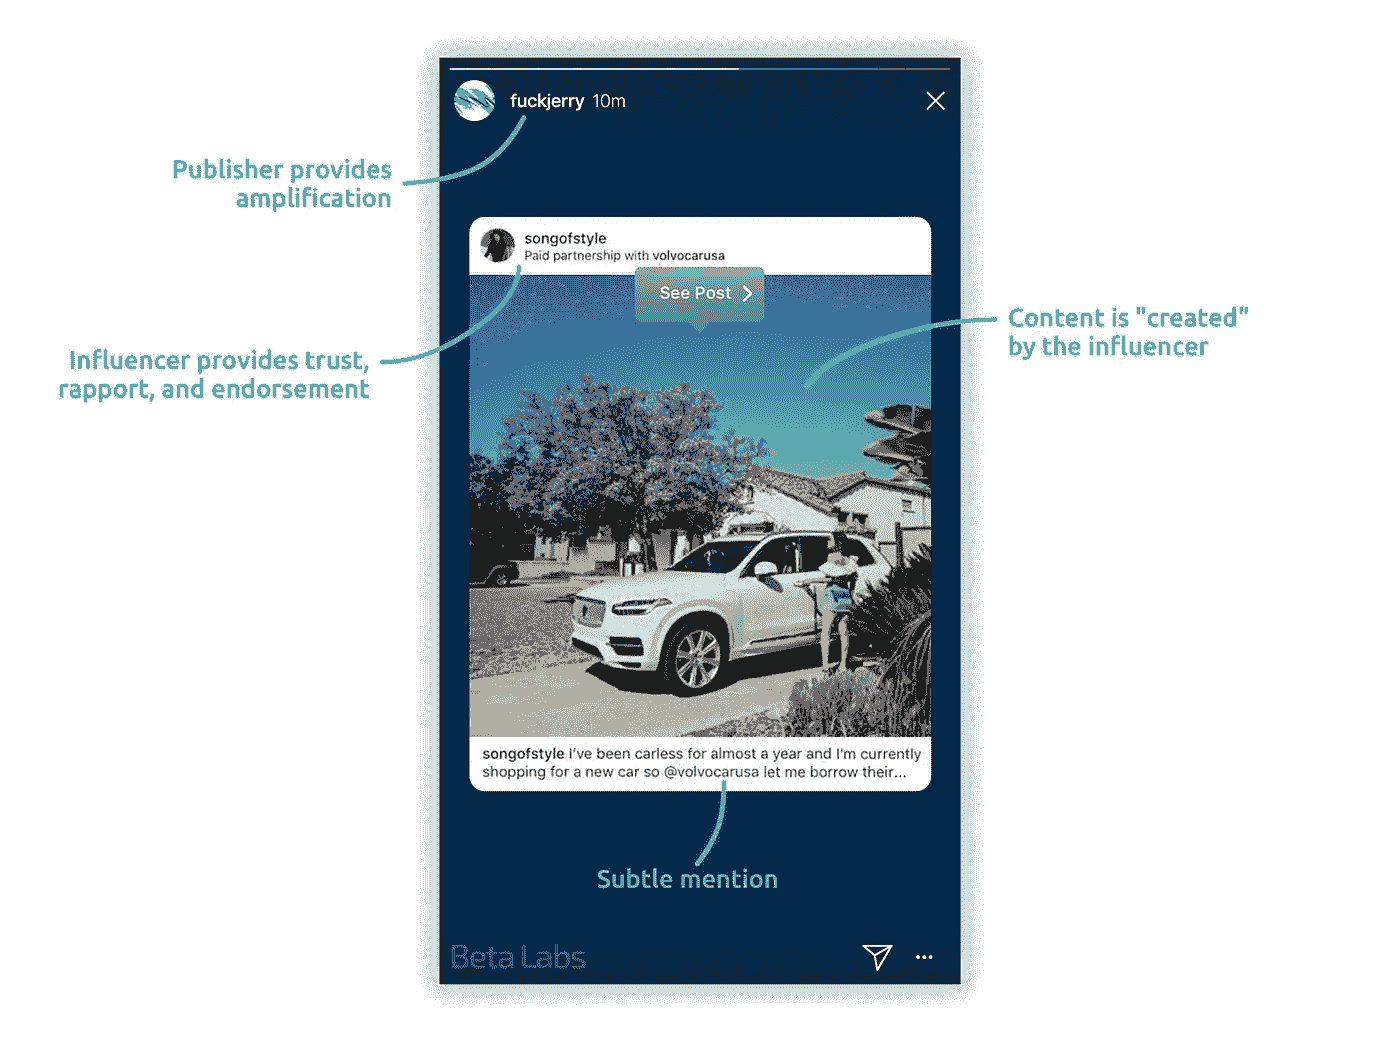 fuckjerry 10m
Publisher provides
amplification
songofstyle
Paid partnership with volvocarusa
See Post
Content is "created"
by the influencer
Influencer provides trust,
rapport, and endorsement
songofstyle I've been carless for almost a year and I'm currently
shopping for a new car so @volvocarusa let me borrow their...
Subtle mention
Beta Labs